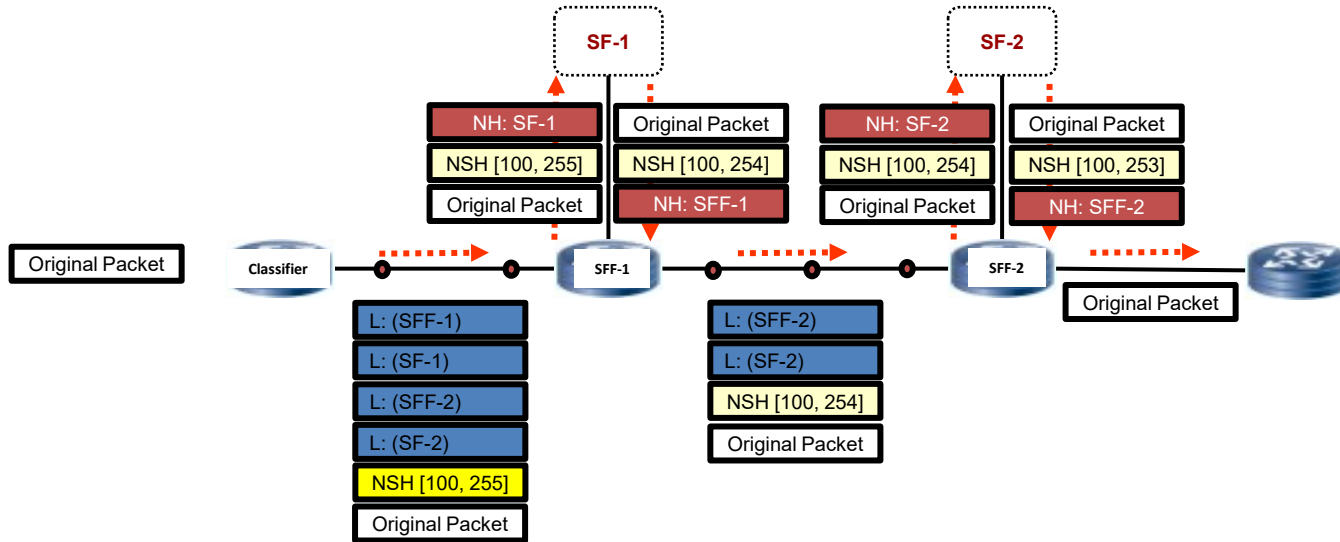 SF-1
SF-2
NH: SF-1
NSH [100, 255]
Original Packet
Original Packet
NSH [100, 254]
NH: SFF-1
NH: SF-2
NSH [100, 254]
Original Packet
Original Packet
NSH [100, 253]
NH: SFF-2
Original Packet
Classifier
SFF-1
SFF-2
Original Packet
L: (SFF-1)
L: (SF-1)
L: (SFF-2)
L: (SF-2)
NSH [100, 255]
Original Packet
L: (SFF-2)
L: (SF-2)
NSH [100, 254]
Original Packet